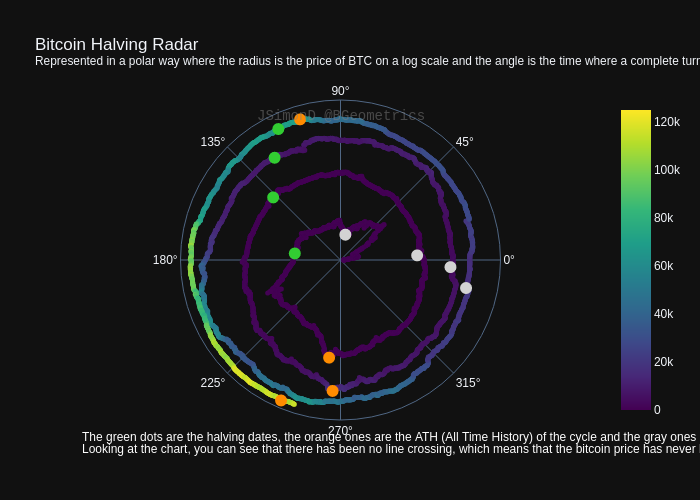 Bitcoin Halving Radar
Represented in a polar way where the radius is the price of BTC on a log scale and the angle is the time where a complete turn
90°
135°
45°
180°
0°
225°
315°
270°
120k
100k
80k
60k
40k
20k
0
The green dots are the halving dates, the orange ones are the ATH (All Time History) of the cycle and the gray ones
Looking at the chart, you can see that there has been no line crossing, which means that the bitcoin price has never